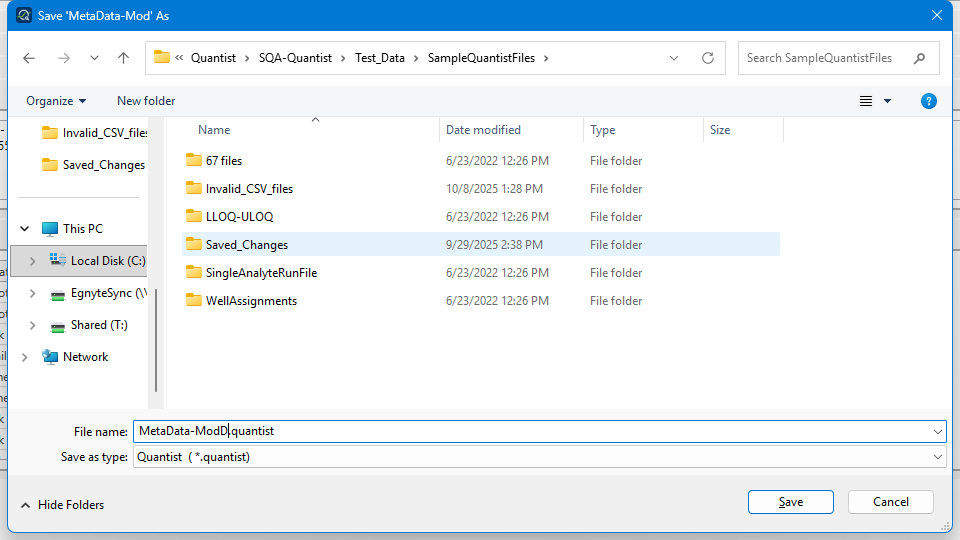 Save 'MetaData-Mod' As
« Quantist › SQA-Quantist › Test_Data › SampleQuantistFiles ›
Search SampleQuantistFiles
Organize
New folder
Invalid_CSV_files
Saved_Changes
This PC
Local Disk (C:)
EgnyteSync (\\
Shared (T:)
Network
Name Date modified Type Size
67 files 6/23/2022 12:26 PM File folder
Invalid_CSV_files 10/8/2025 1:28 PM File folder
LLOQ-ULOQ 6/23/2022 12:26 PM File folder
Saved_Changes 9/29/2025 2:38 PM File folder
SingleAnalyteRunFile 6/23/2022 12:26 PM File folder
WellAssignments 6/23/2022 12:26 PM File folder
File name: MetaData-ModD.quantist
Save as type: Quantist ( *.quantist)
Hide Folders
Save
Cancel